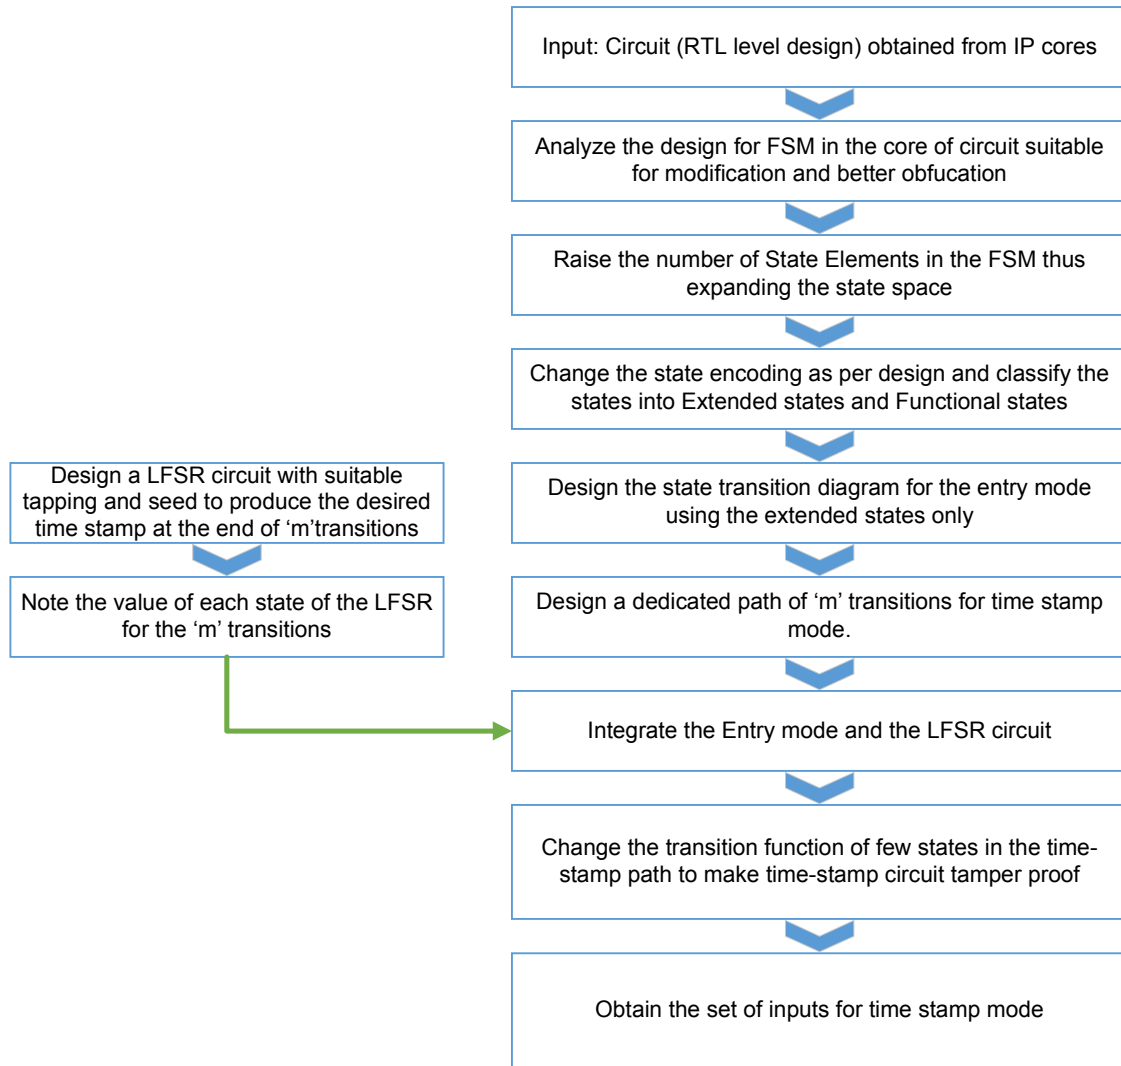 Input: Circuit (RTL level design) obtained from IP cores
Analyze the design for FSM in the core of circuit suitable
for modification and better obfucation
Raise the number of State Elements in the FSM thus
expanding the state space
Change the state encoding as per design and classify the
states into Extended states and Functional states
Design a LFSR circuit with suitable
tapping and seed to produce the desired
time stamp at the end of ‘m’transitions
Note the value of each state of the LFSR
for the ‘m’ transitions
Design the state transition diagram for the entry mode
using the extended states only
Design a dedicated path of ‘m’ transitions for time stamp
mode.
Integrate the Entry mode and the LFSR circuit
Change the transition function of few states in the time-
stamp path to make time-stamp circuit tamper proof
Obtain the set of inputs for time stamp mode